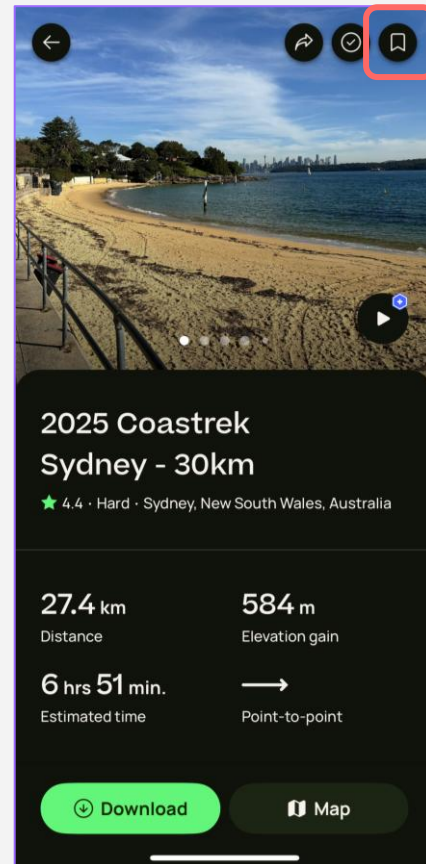 2025 Coastrek
Sydney - 30km
4.4 · Hard · Sydney, New South Wales, Australia
27.4 km
584 m
Distance
Elevation gain
6 hrs 51 min.
Estimated time
Point-to-point
Download
Map